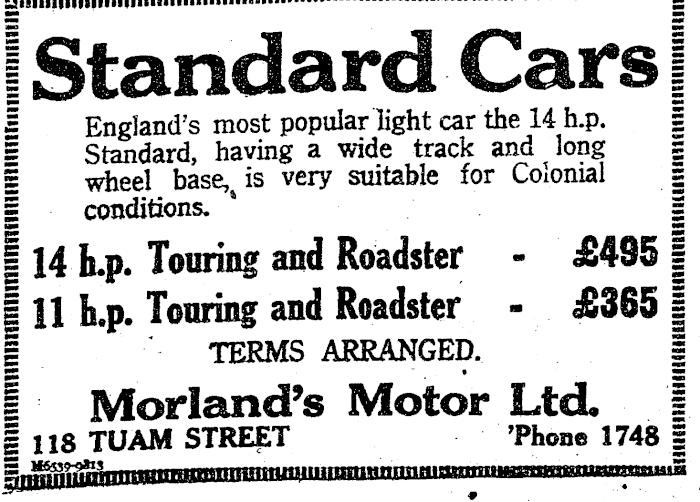 Standard Cars
England's most popular light car the 14 h.p.
Standard, having a wide track and long
wheel base, is very suitable for Colonial
conditions.
14 h.p. Touring and Roadster - £495
11 h.p. Touring and Roadster - £365
TERMS ARRANGED.
Morland's Motor Ltd.
118 TUAM STREET 'Phone 1748
M6539-9813